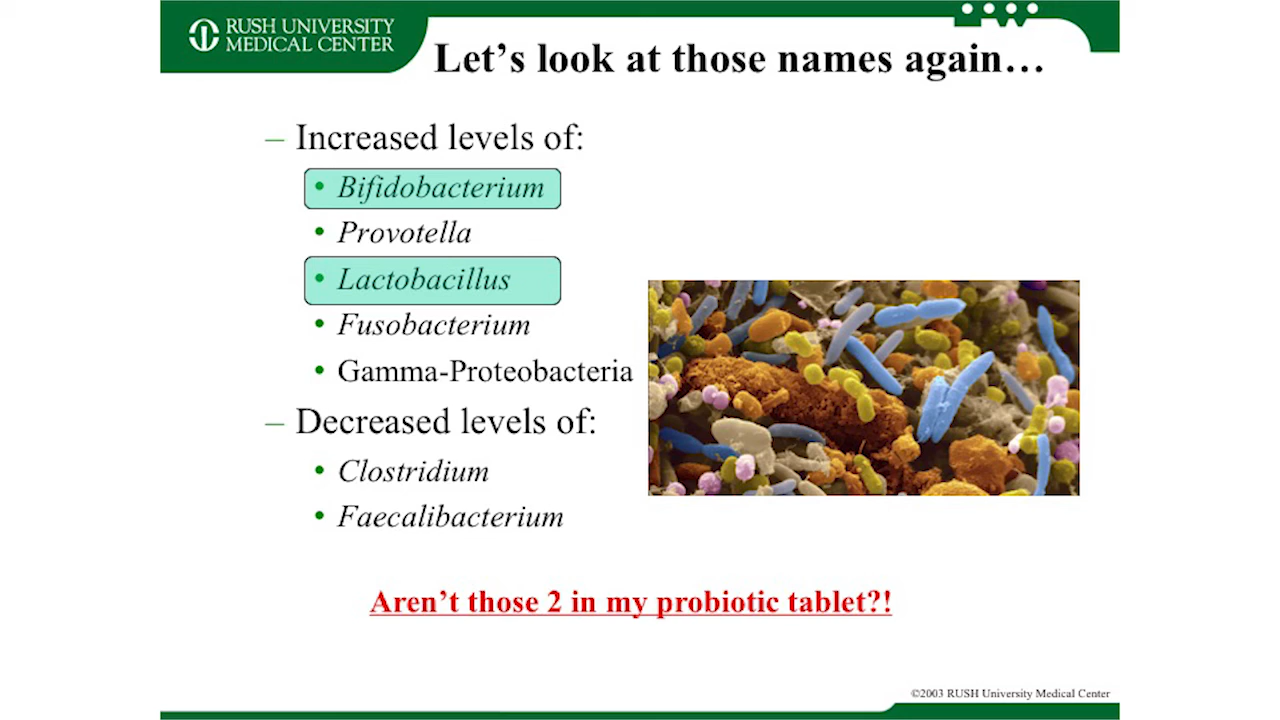 RUSH UNIVERSITY
MEDICAL CENTER
Let's look at those names again…
– Increased levels of:
• Bifidobacterium
• Provotella
• Lactobacillus
• Fusobacterium
• Gamma-Proteobacteria
– Decreased levels of:
• Clostridium
• Faecalibacterium
Aren't those 2 in my probiotic tablet?!
©2003 RUSH University Medical Center